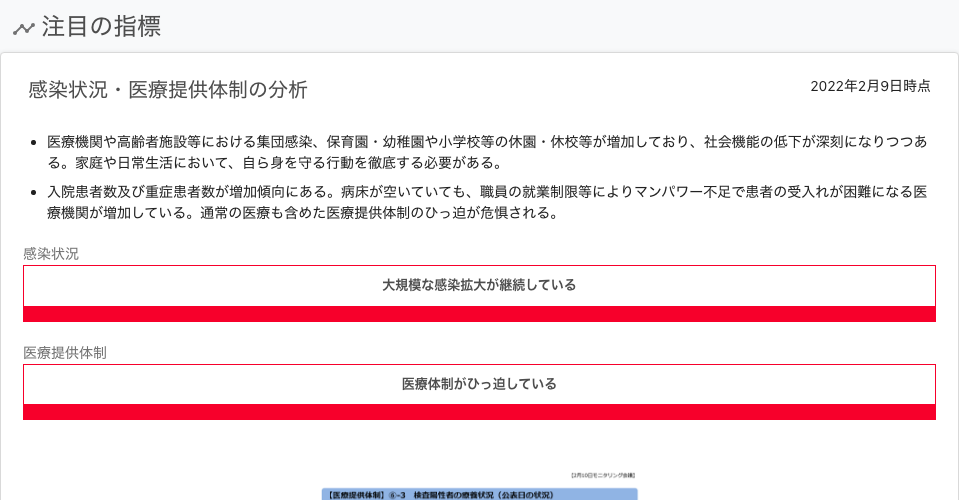 注目の指標
感染状況・医療提供体制の分析
2022年2月9日時点
医療機関や高齢者施設等における集団感染、保育園・幼稚園や小学校等の休園・休校等が増加しており、社会機能の低下が深刻になりつつあ
る。家庭や日常生活において、自ら身を守る行動を徹底する必要がある。
入院患者数及び重症患者数が増加傾向にある。病床が空いていても、職員の就業制限等によりマンパワー不足で患者の受入れが困難になる医
療機関が増加している。通常の医療も含めた医療提供体制のひっ迫が危惧される。
感染状況
大規模な感染拡大が継続している
医療提供体制
医療体制がひっ迫している
【2月10日モニタリング会議】
【医療提供体制】⑥-3 検査陽性者の療養状況（公表日の状況）